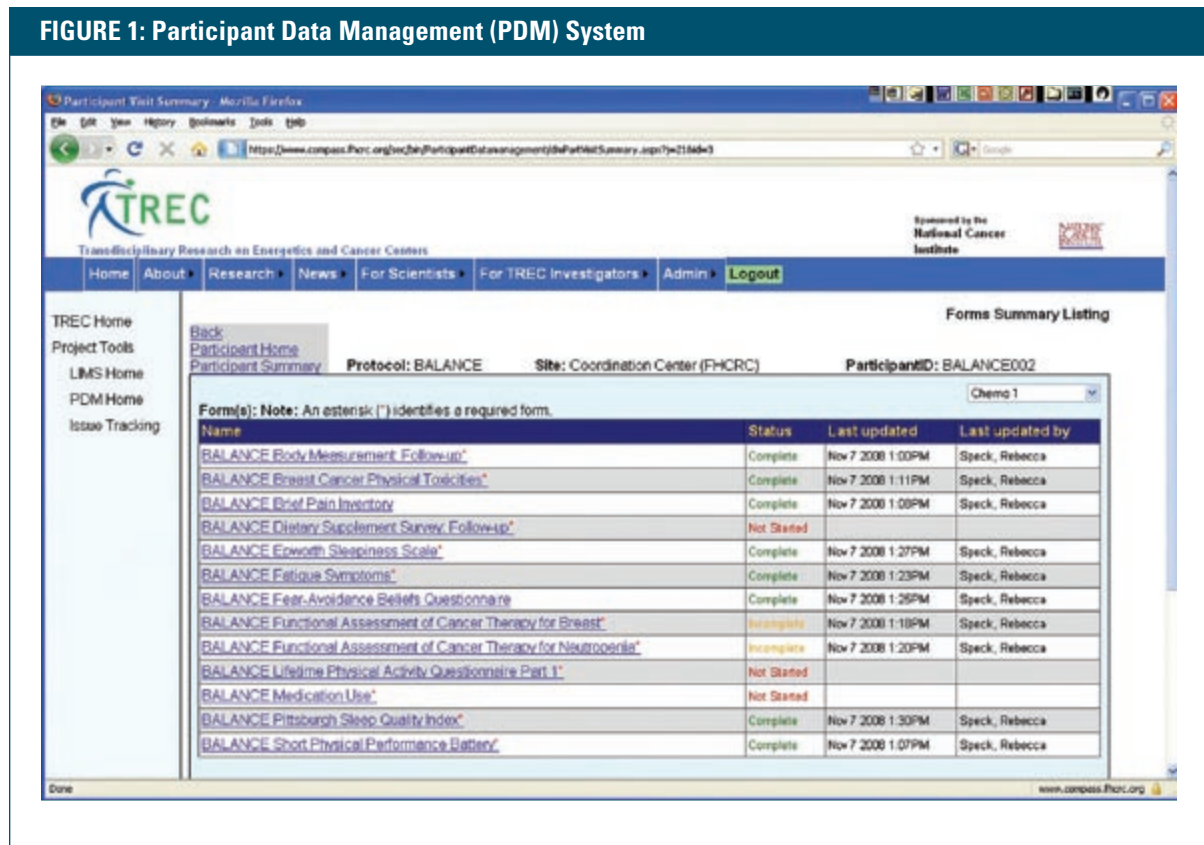 FIGURE 1: Participant Data Management (PDM) System
Participant Visit Summary - Mozilla Firefox
File Edit View History Bookmarks Tools Help
Google
TREC
Transdisciplinary Research on Energetics and Cancer Centers
Sponsored by the
National Cancer
Institute
Home About Research News For Scientists For TREC Investigators Admin Logout
TREC Home
Project Tools
LIMS Home
PDM Home
Issue Tracking
Forms Summary Listing
Back
Participant Home
Participant Summary Protocol: BALANCE Site: Coordination Center (FHCRC) ParticipantID: BALANCE002
Chemo 1
Form(s): Note: An asterisk (*) identifies a required form.
Name Status Last updated Last updated by
BALANCE Body Measurement: Follow-up* Complete Nov 7 2008 1:00PM Speck, Rebecca
BALANCE Breast Cancer Physical Toxicities* Complete Nov 7 2008 1:11PM Speck, Rebecca
BALANCE Brief Pain Inventory Complete Nov 7 2008 1:08PM Speck, Rebecca
BALANCE Dietary Supplement Survey: Follow-up* Not Started
BALANCE Epworth Sleepiness Scale* Complete Nov 7 2008 1:27PM Speck, Rebecca
BALANCE Fatigue Symptoms* Complete Nov 7 2008 1:23PM Speck, Rebecca
BALANCE Fear-Avoidance Beliefs Questionnaire Complete Nov 7 2008 1:25PM Speck, Rebecca
BALANCE Functional Assessment of Cancer Therapy for Breast* Incomplete Nov 7 2008 1:18PM Speck, Rebecca
BALANCE Functional Assessment of Cancer Therapy for Neutropenia* Incomplete Nov 7 2008 1:20PM Speck, Rebecca
BALANCE Lifetime Physical Activity Questionnaire Part 1* Not Started
BALANCE Medication Use* Not Started
BALANCE Pittsburgh Sleep Quality Index* Complete Nov 7 2008 1:30PM Speck, Rebecca
BALANCE Short Physical Performance Battery* Complete Nov 7 2008 1:07PM Speck, Rebecca
Done www.compass.fhcrc.org